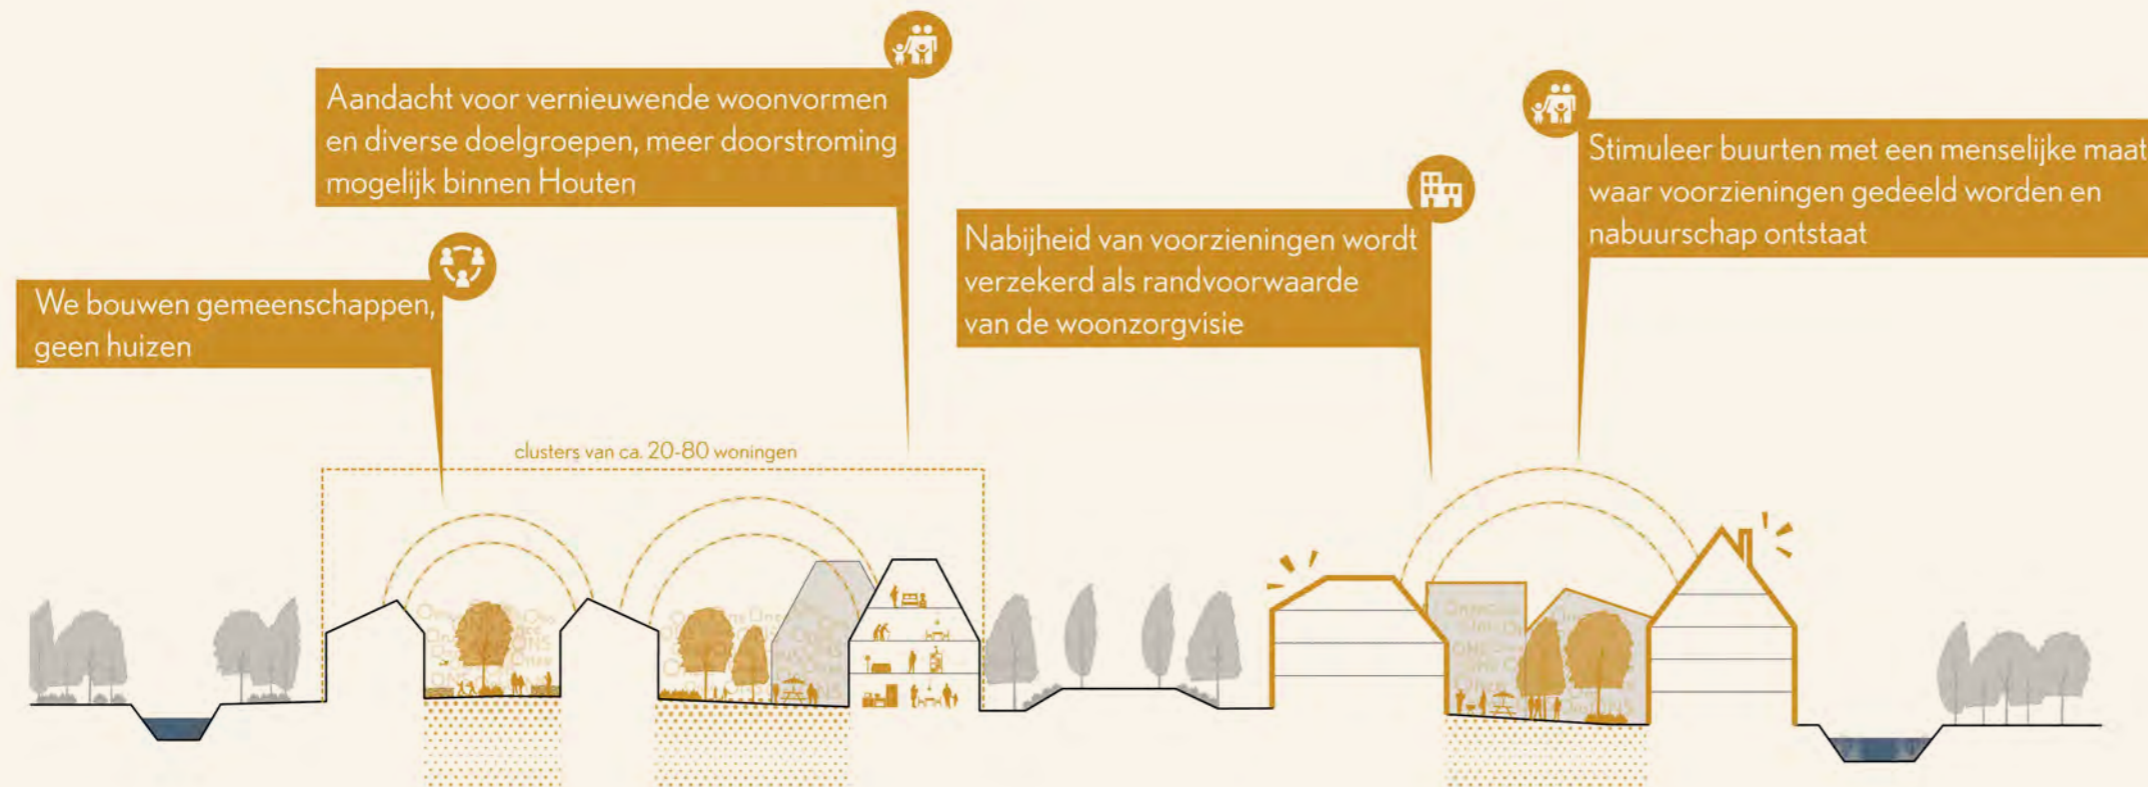 Aandacht voor vernieuwende woonvormen
en diverse doelgroepen, meer doorstroming
mogelijk binnen Houten
Stimuleer buurten met een menselijke maat
waar voorzieningen gedeeld worden en
nabuurschap ontstaat
Nabijheid van voorzieningen wordt
verzekerd als randvoorwaarde
van de woonzorgvisie
We bouwen gemeenschappen,
geen huizen
clusters van ca. 20-80 woningen